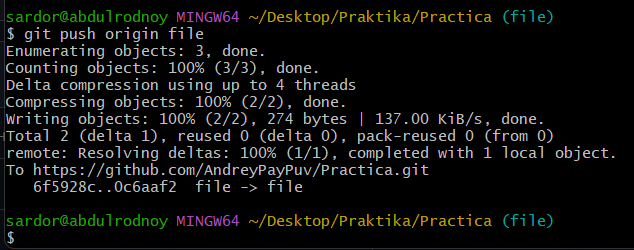 sardor@abdulrodnoy MINGW64 ~/Desktop/Praktika/Practica (file)
$ git push origin file
Enumerating objects: 3, done.
Counting objects: 100% (3/3), done.
Delta compression using up to 4 threads
Compressing objects: 100% (2/2), done.
Writing objects: 100% (2/2), 274 bytes | 137.00 KiB/s, done.
Total 2 (delta 1), reused 0 (delta 0), pack-reused 0 (from 0)
remote: Resolving deltas: 100% (1/1), completed with 1 local object.
To https://github.com/AndreyPayPuv/Practica.git
   6f5928c..0c6aaf2  file -> file
sardor@abdulrodnoy MINGW64 ~/Desktop/Praktika/Practica (file)
$